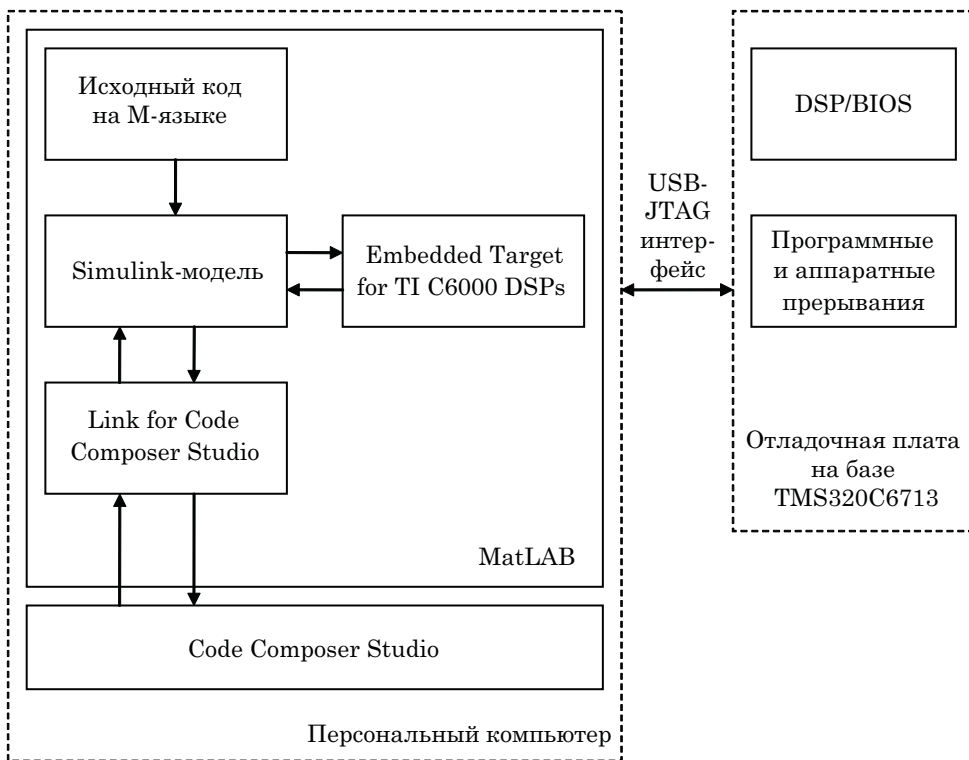 Исходный код
на М-языке
Simulink-модель
Embedded Target
for TI C6000 DSPs
Link for Code
Composer Studio
MatLAB
Code Composer Studio
Персональный компьютер
USB-
JTAG
интер-
фейс
DSP/BIOS
Программные
и аппаратные
прерывания
Отладочная плата
на базе
TMS320C6713